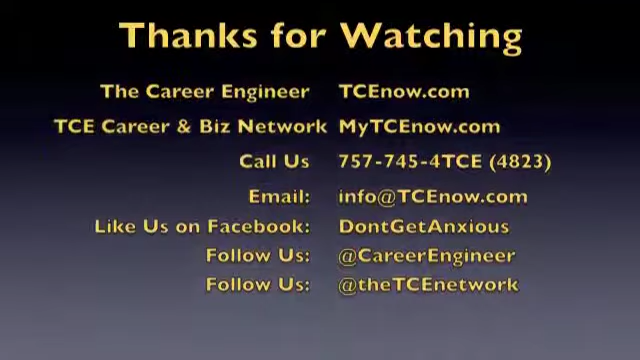 Thanks for Watching
The Career Engineer TCEnow.com
TCE Career & Biz Network MyTCEnow.com
Call Us 757-745-4TCE (4823)
Email: info@TCEnow.com
Like Us on Facebook: DontGetAnxious
Follow Us: @CareerEngineer
Follow Us: @theTCEnetwork